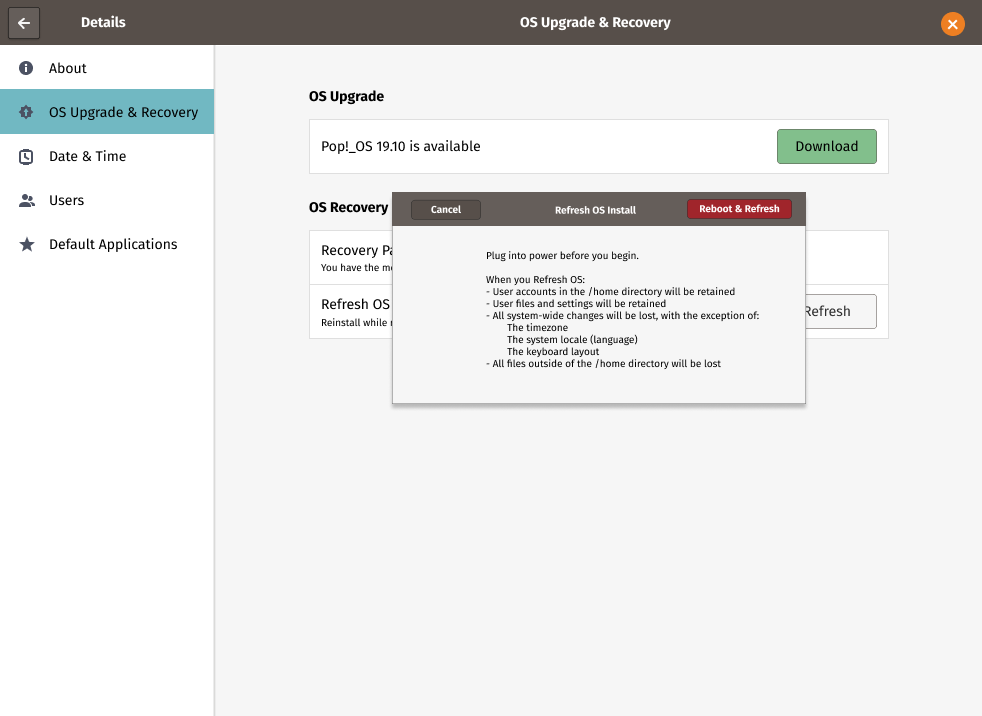 Details
OS Upgrade & Recovery
About
OS Upgrade & Recovery
Date & Time
Users
Default Applications
OS Upgrade
Pop!_OS 19.10 is available
Download
OS Recovery
Recovery
You have the
Refresh OS
Reinstall while
Refresh
Cancel
Refresh OS Install
Reboot & Refresh
Plug into power before you begin.
When you Refresh OS:
- User accounts in the /home directory will be retained
- User files and settings will be retained
- All system-wide changes will be lost, with the exception of:
The timezone
The system locale (language)
The keyboard layout
- All files outside of the /home directory will be lost